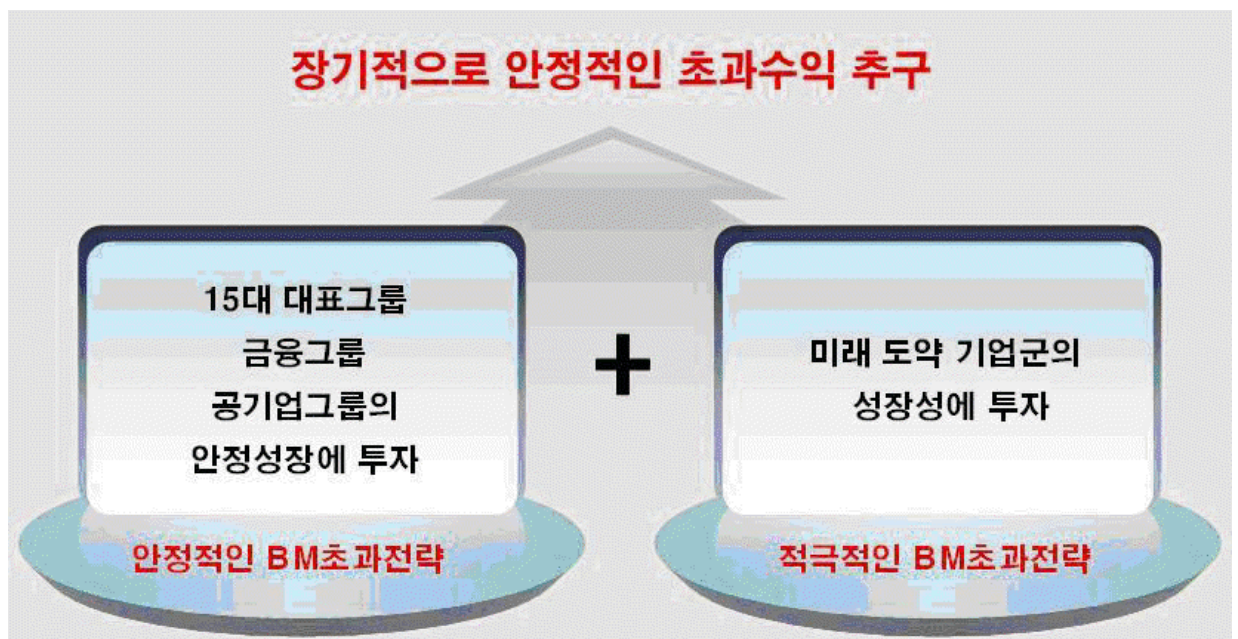 장기적으로 안정적인 초과수익 추구
15대 대표그룹
금융그룹
공기업그룹의
안정성장에 투자
안정적인 BM초과전략
+
미래 도약 기업군의
성장성에 투자
적극적인 BM초과전략